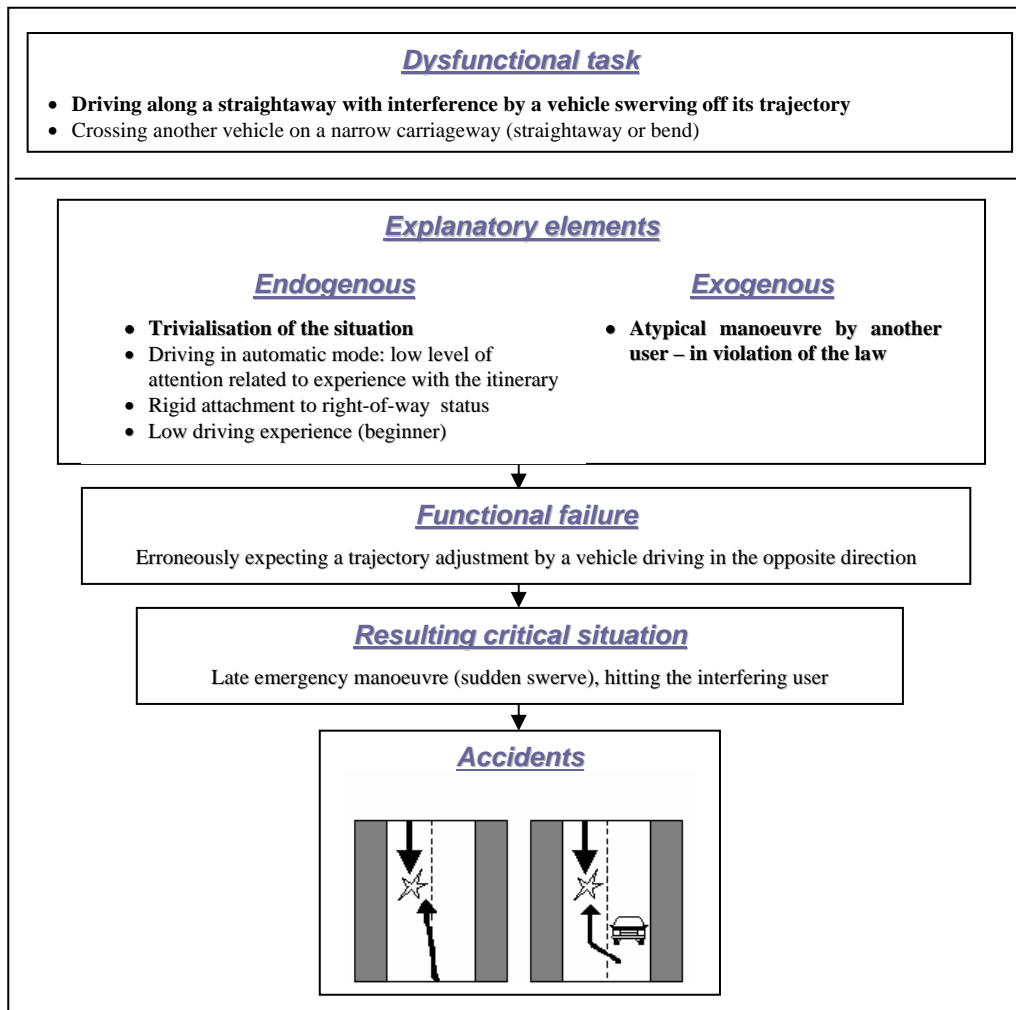 Dysfunctional task
• Driving along a straightaway with interference by a vehicle swerving off its trajectory
• Crossing another vehicle on a narrow carriageway (straightaway or bend)
Explanatory elements
Endogenous
• Trivialisation of the situation
• Driving in automatic mode: low level of
attention related to experience with the itinerary
• Rigid attachment to right-of-way status
• Low driving experience (beginner)
Exogenous
• Atypical manoeuvre by another
user – in violation of the law
Functional failure
Erroneously expecting a trajectory adjustment by a vehicle driving in the opposite direction
Resulting critical situation
Late emergency manoeuvre (sudden swerve), hitting the interfering user
Accidents